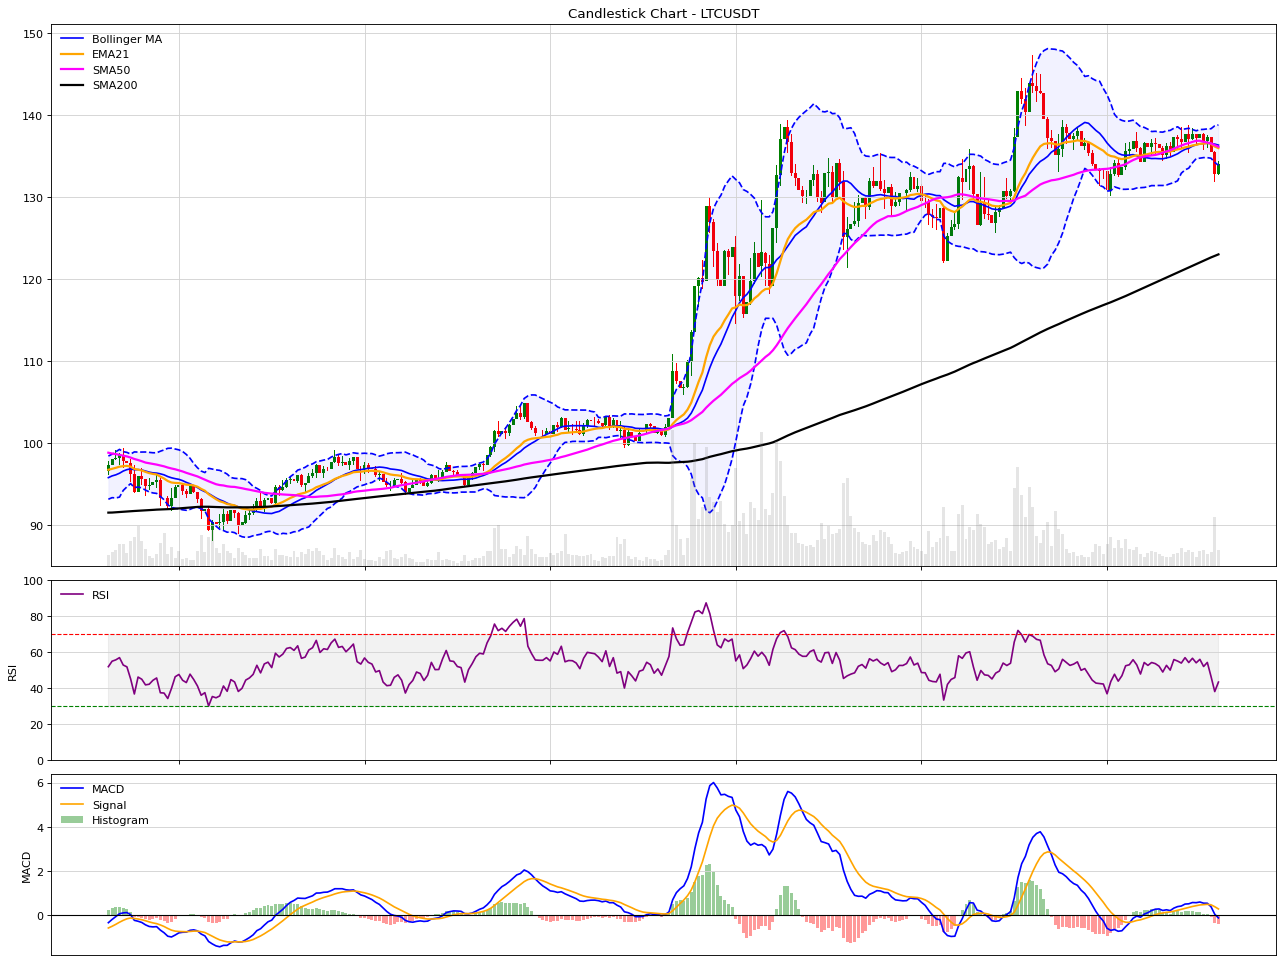 Candlestick Chart - LTCUSDT
150
140
130
120
110
100
90
Bollinger MA
EMA21
SMA50
SMA200
100
80
60
40
20
0
RSI
RSI
6
4
2
0
MACD
MACD
Signal
Histogram